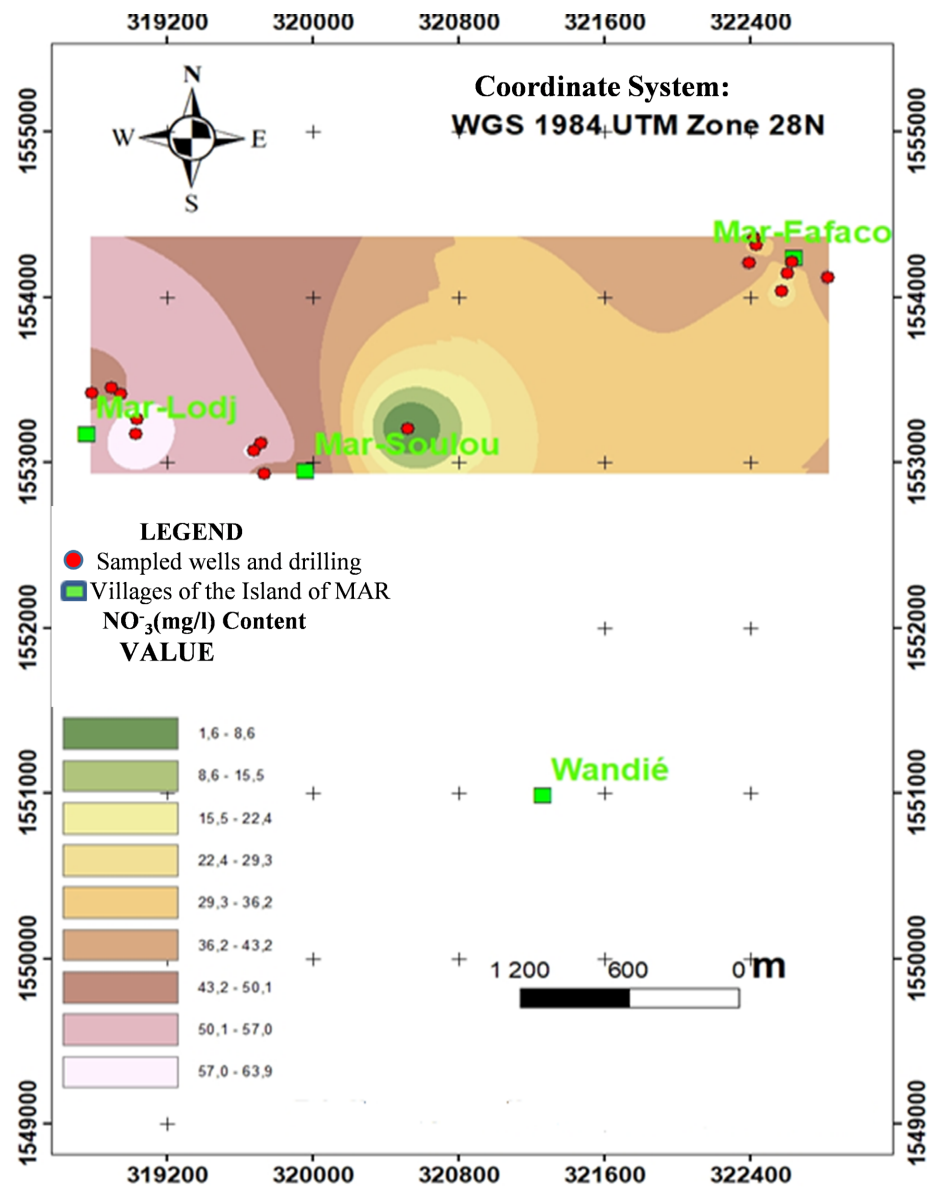 319200 320000 320800 321600 322400
N
W E
S
Coordinate System:
WGS 1984 UTM Zone 28N
1555000 1555000
Mar-Fafaco
1554000 1554000
Mar-Lodj
Mar-Soulou
1553000 1553000
LEGEND
Sampled wells and drilling
Villages of the Island of MAR
NO⁻₃(mg/l) Content
VALUE
1552000 1552000
1,6 - 8,6
8,6 - 15,5
15,5 - 22,4
22,4 - 29,3
29,3 - 36,2
36,2 - 43,2
43,2 - 50,1
50,1 - 57,0
57,0 - 63,9
Wandié
1551000 1551000
1550000 1550000
1 200 600 0 m
1549000 1549000
319200 320000 320800 321600 322400